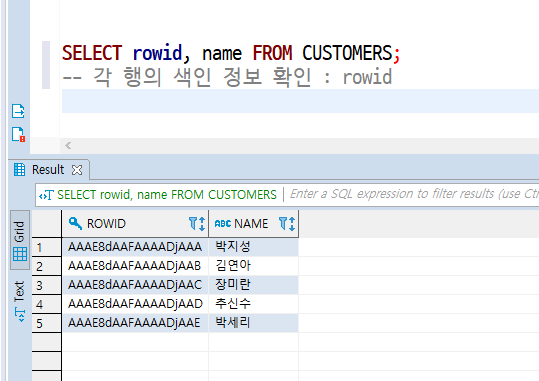 SELECT rowid, name FROM CUSTOMERS;
-- 각 행의 색인 정보 확인 : rowid
Result
SELECT rowid, name FROM CUSTOMERS
Enter a SQL expression to filter results (use Ctr
Grid
Text
ROWID
ABC NAME
1 AAAE8dAAFAAAADjAAA 박지성
2 AAAE8dAAFAAAADjAAB 김연아
3 AAAE8dAAFAAAADjAAC 장미란
4 AAAE8dAAFAAAADjAAD 추신수
5 AAAE8dAAFAAAADjAAE 박세리